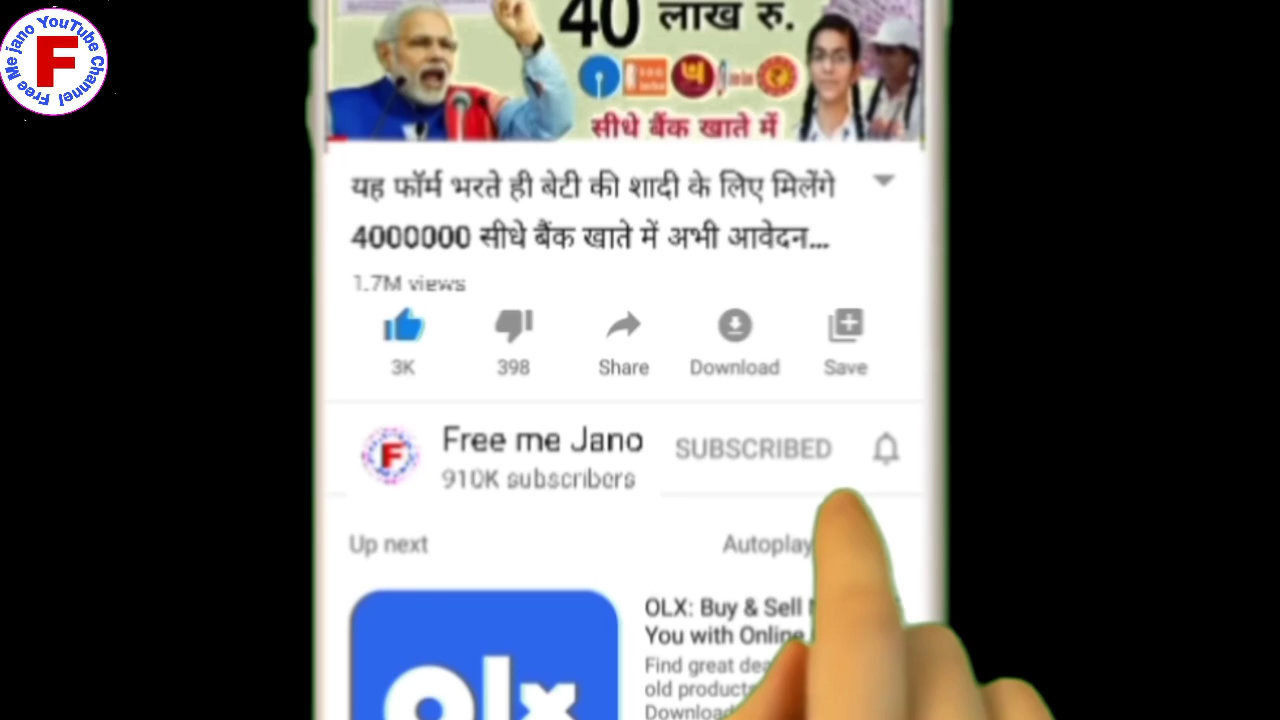 Free Me jano YouTube Channel
F
40 लाख रु.
सीधे बैंक खाते में
यह फॉर्म भरते ही बेटी की शादी के लिए मिलेंगे
4000000 सीधे बैंक खाते में अभी आवेदन...
1.7M views
3K
398
Share
Download
Save
F
Free me Jano
SUBSCRIBED
910K subscribers
Up next
Autoplay
OLX: Buy & Sell
You with Online
olx
Find great
old products
Download